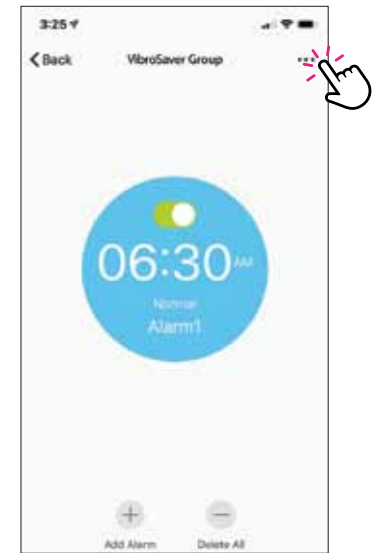 3:25
Back VibroSaver Group ...
06:30 AM
Normal
Alarm1
Add Alarm Delete All